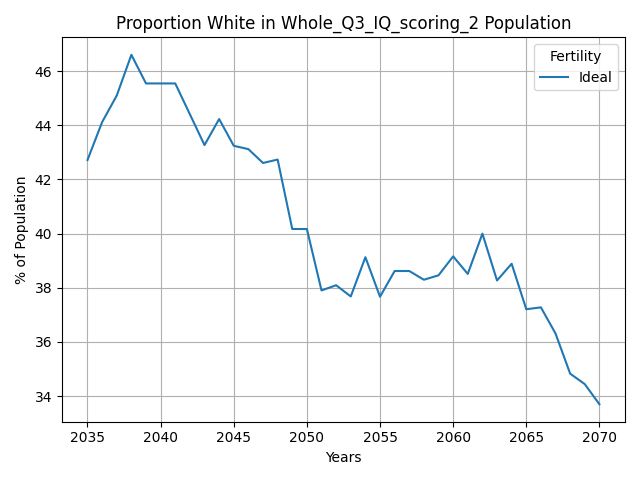 Proportion White in Whole_Q3_IQ_scoring_2 Population
Fertility
Ideal
% of Population
46
44
42
40
38
36
34
2035 2040 2045 2050 2055 2060 2065 2070
Years